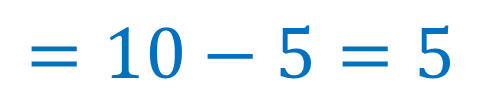 = 10 − 5 = 5